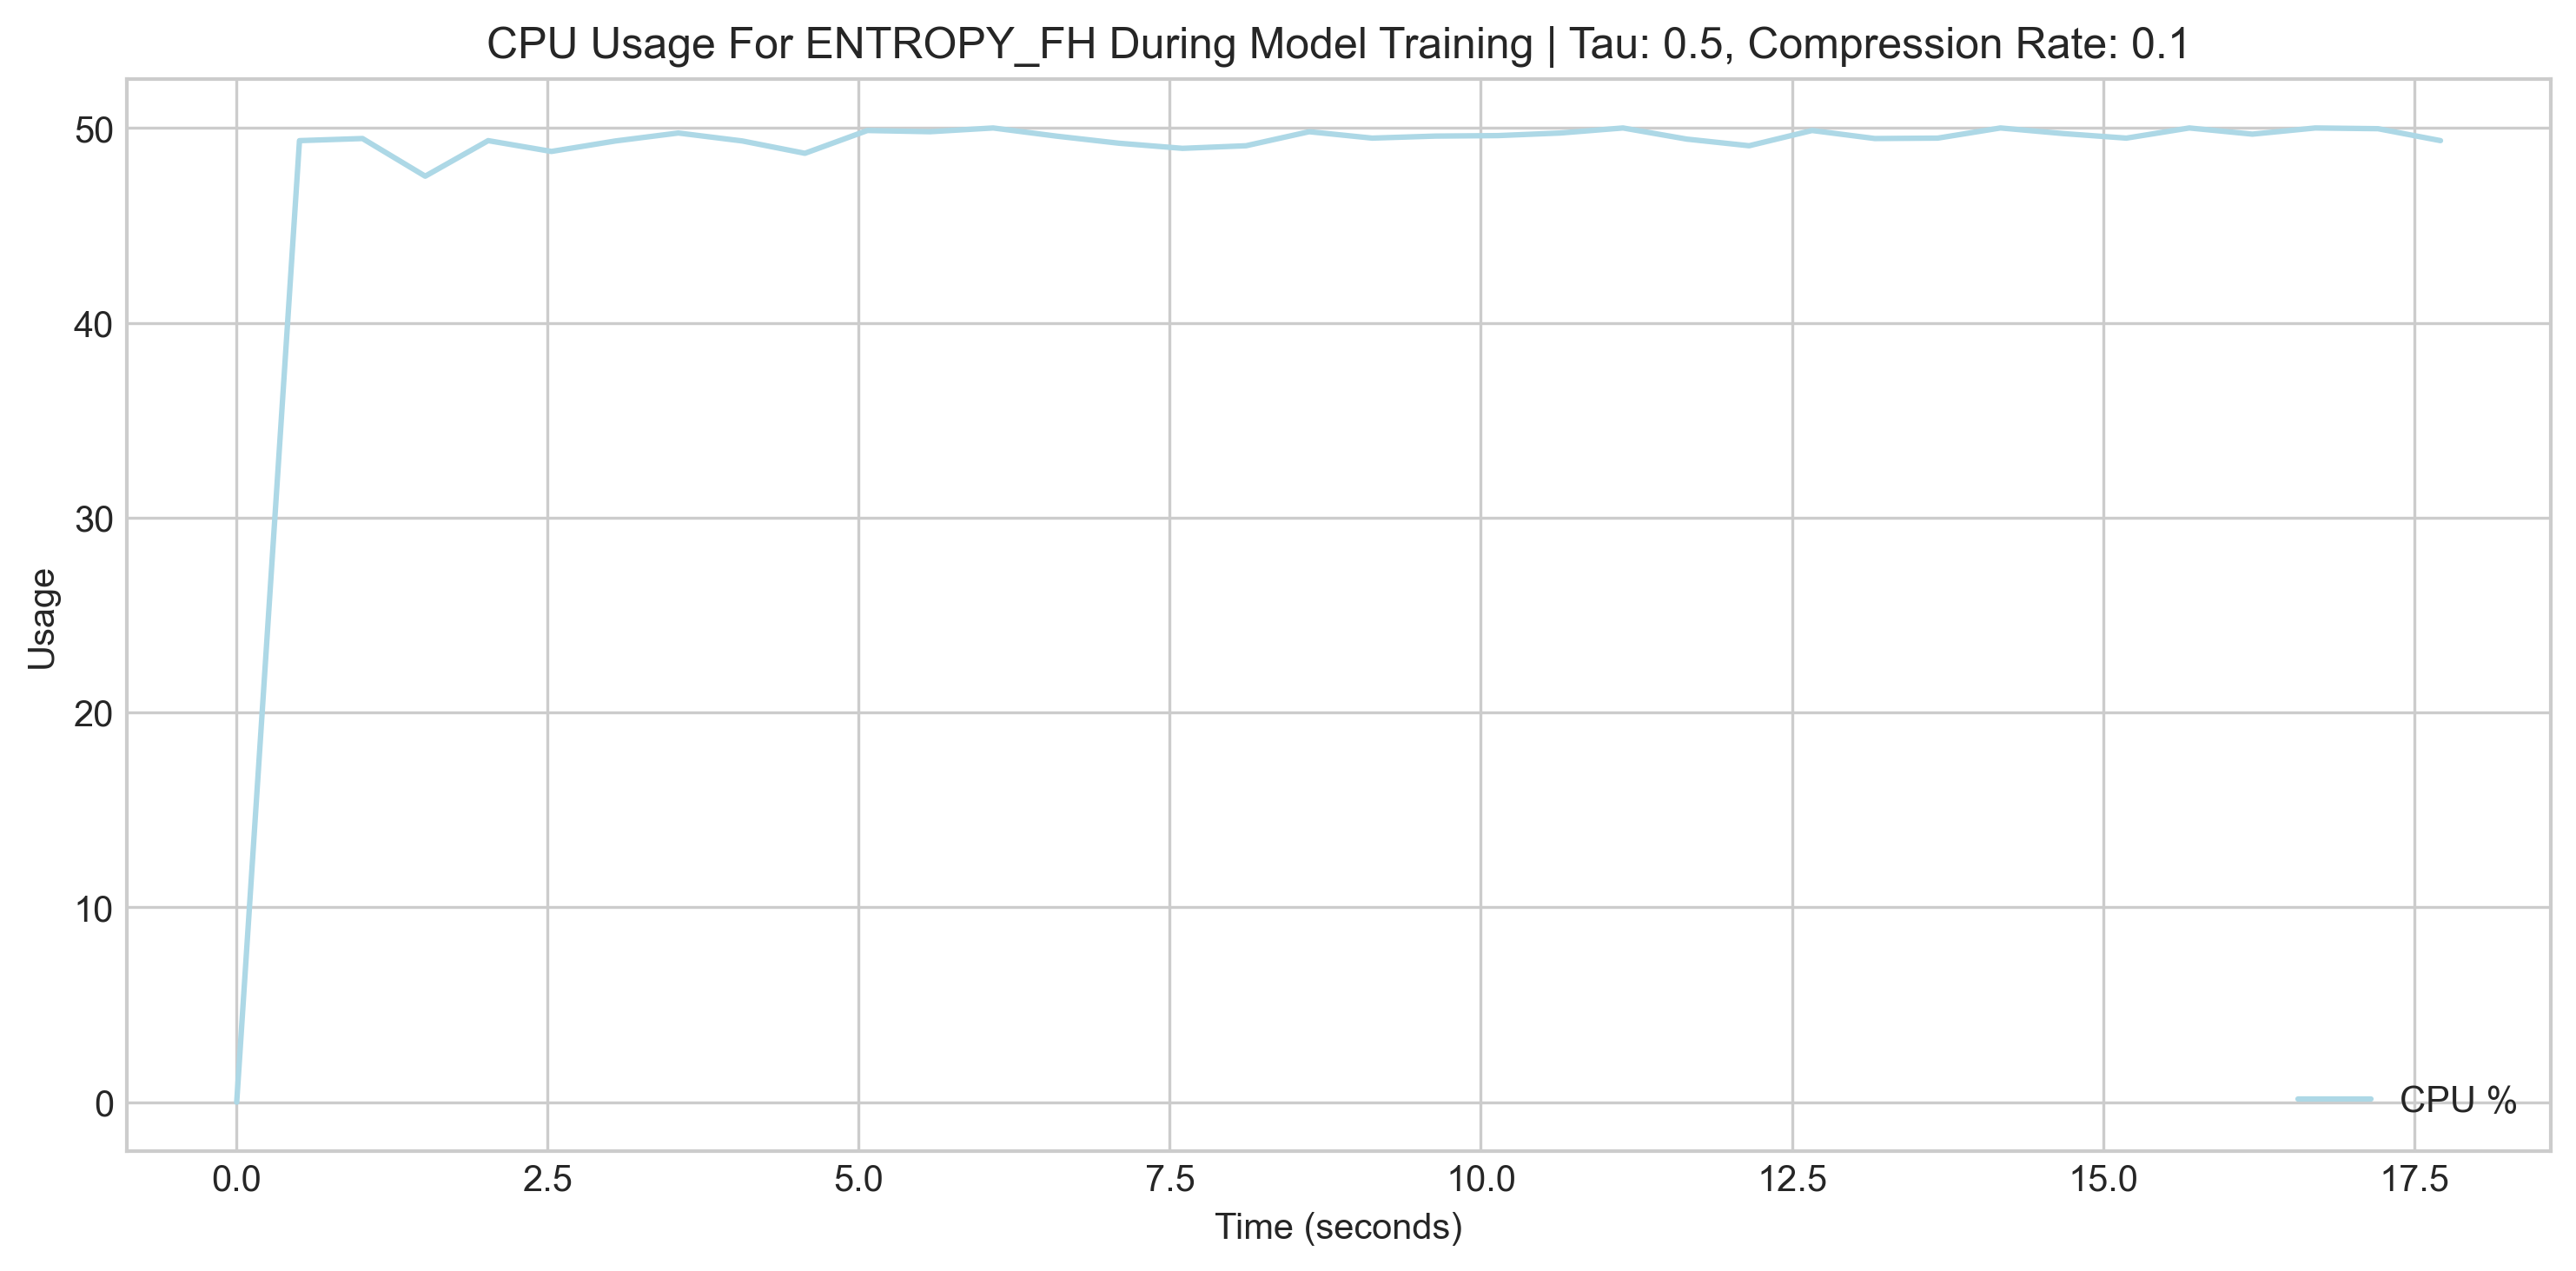 CPU Usage For ENTROPY_FH During Model Training | Tau: 0.5, Compression Rate: 0.1
50
40
30
20
10
0
Usage
CPU %
0.0 2.5 5.0 7.5 10.0 12.5 15.0 17.5
Time (seconds)